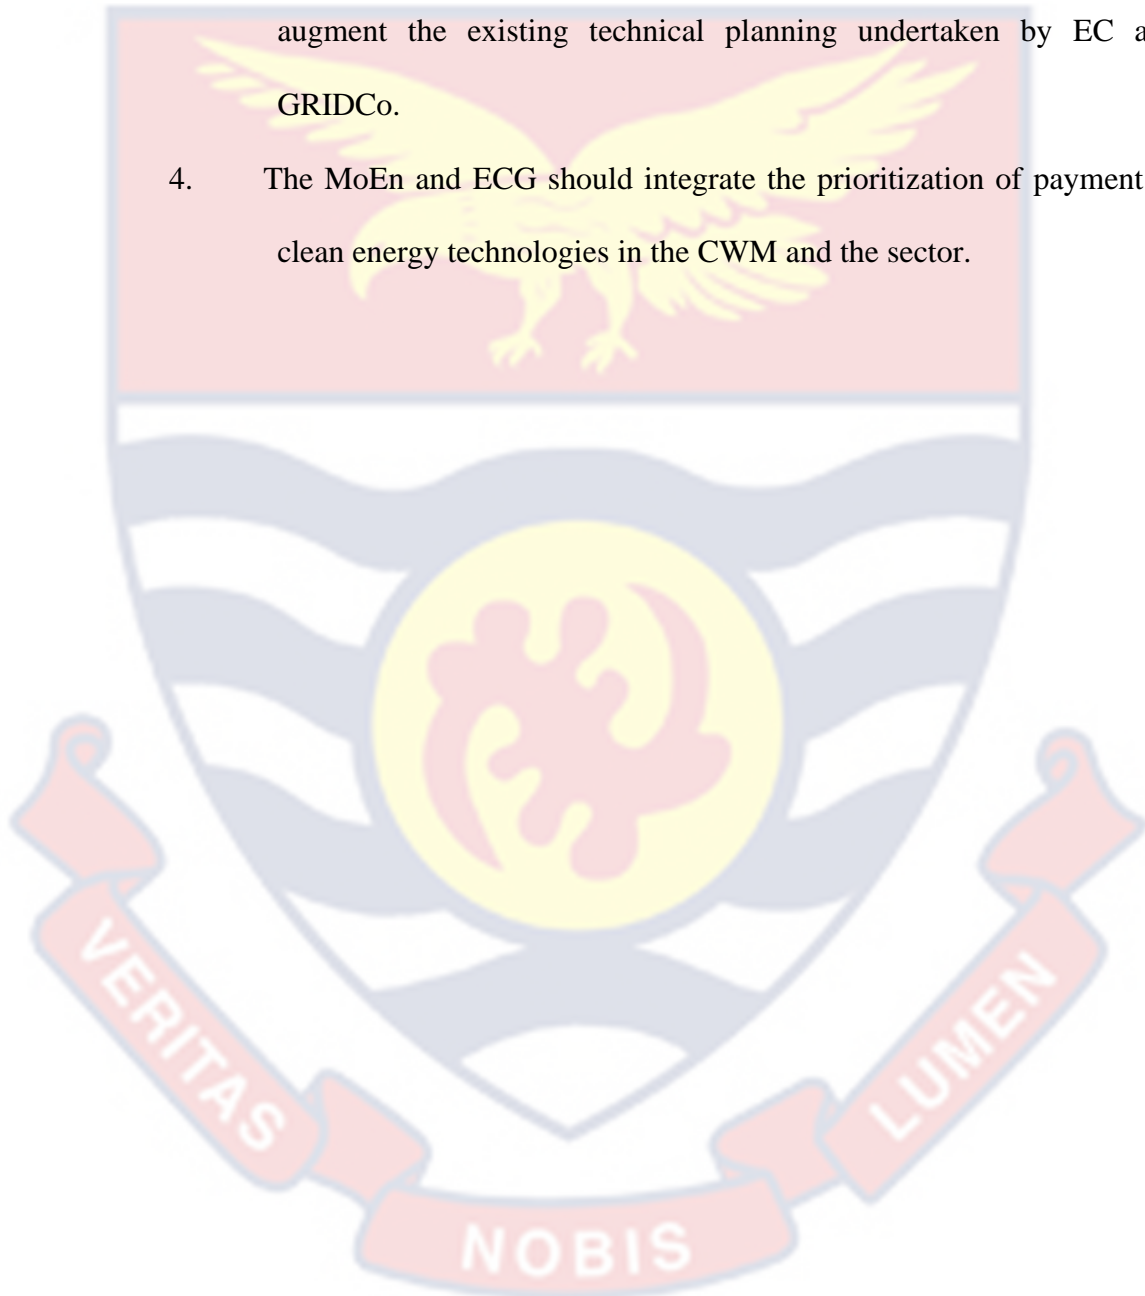 augment the existing technical planning undertaken by EC a
GRIDCo.
4. The MoEn and ECG should integrate the prioritization of payment
clean energy technologies in the CWM and the sector.
VERITAS
LUMEN
NOBIS